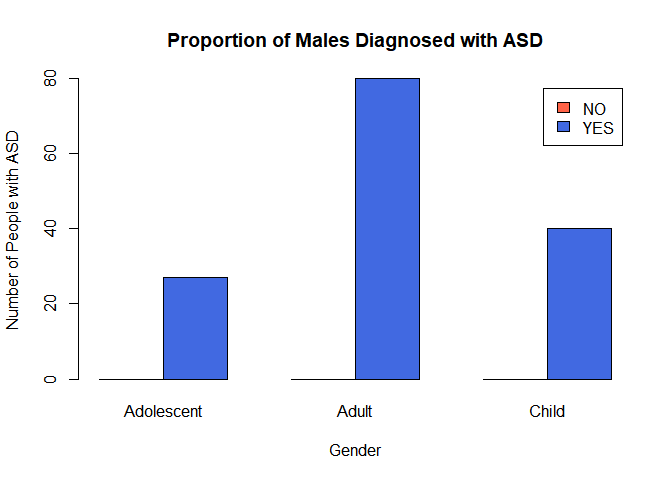 Proportion of Males Diagnosed with ASD
NO
YES
Number of People with ASD
80
60
40
20
0
Adolescent Adult Child
Gender